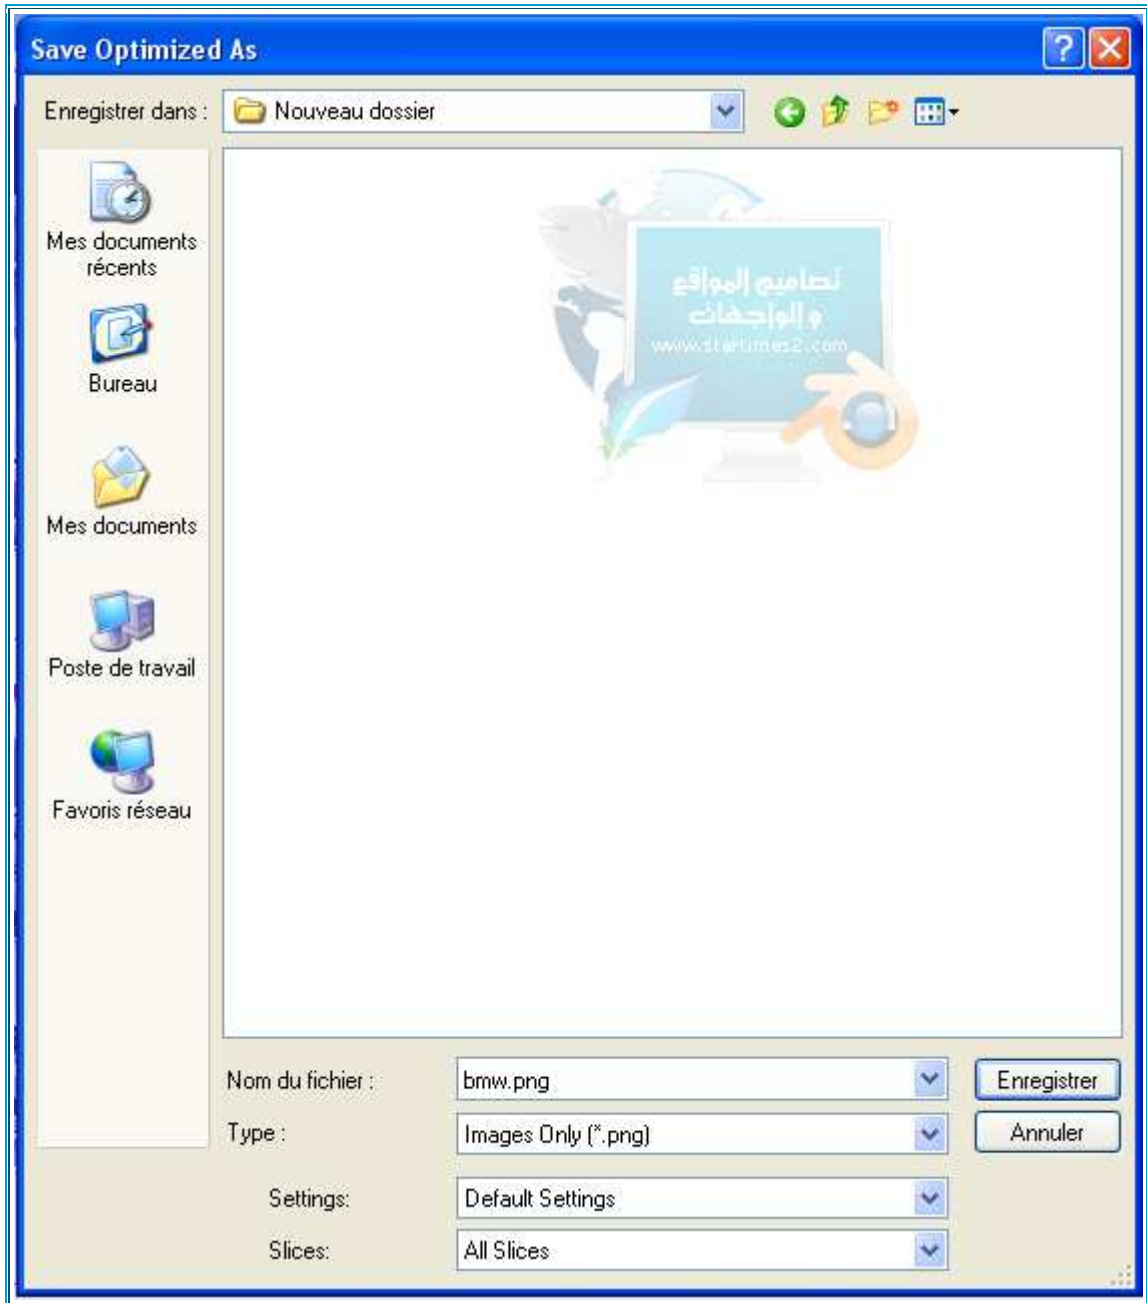 Save Optimized As
Enregistrer dans :
Nouveau dossier
Mes documents
récents
Bureau
Mes documents
Poste de travail
Favoris réseau
تصاميم المواقع
و الواجهات
www.startimes2.com
Nom du fichier :
bmw.png
Enregistrer
Type :
Images Only (*.png)
Annuler
Settings:
Default Settings
Slices:
All Slices